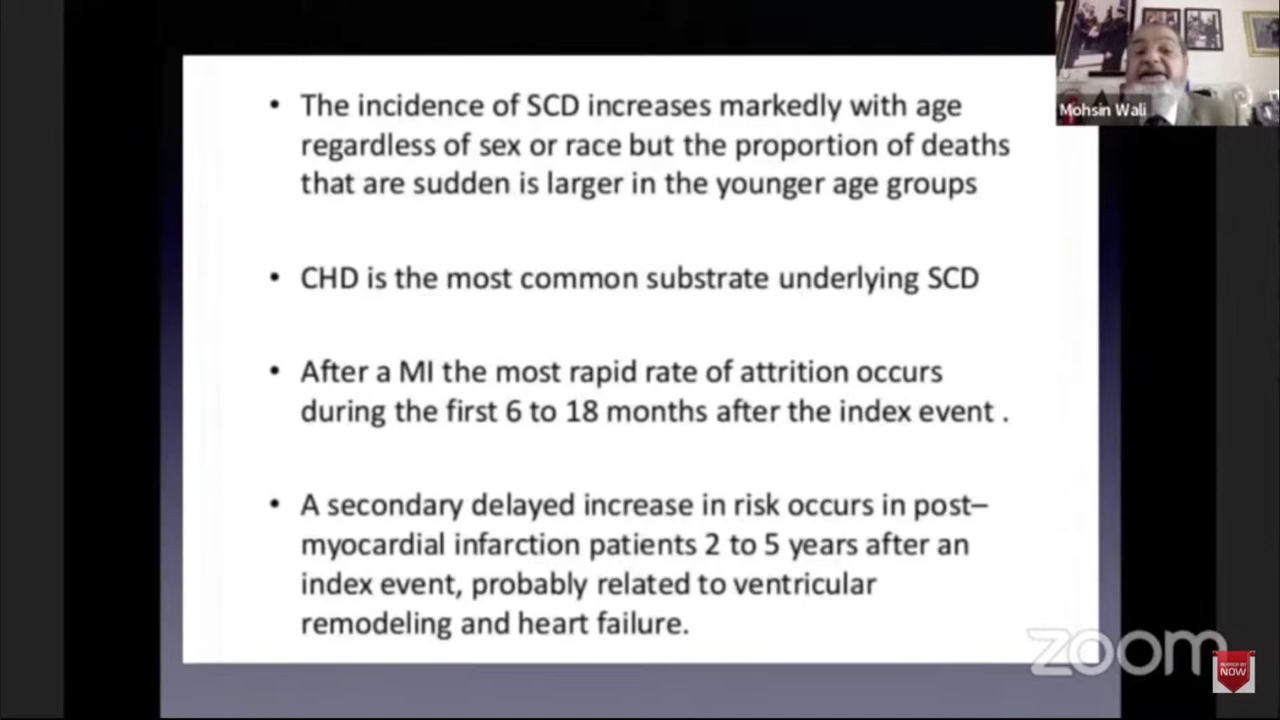 • The incidence of SCD increases markedly with age
regardless of sex or race but the proportion of deaths
that are sudden is larger in the younger age groups
• CHD is the most common substrate underlying SCD
• After a MI the most rapid rate of attrition occurs
during the first 6 to 18 months after the index event .
• A secondary delayed increase in risk occurs in post–
myocardial infarction patients 2 to 5 years after an
index event, probably related to ventricular
remodeling and heart failure.
Mohsin Wali
zoom
NOW